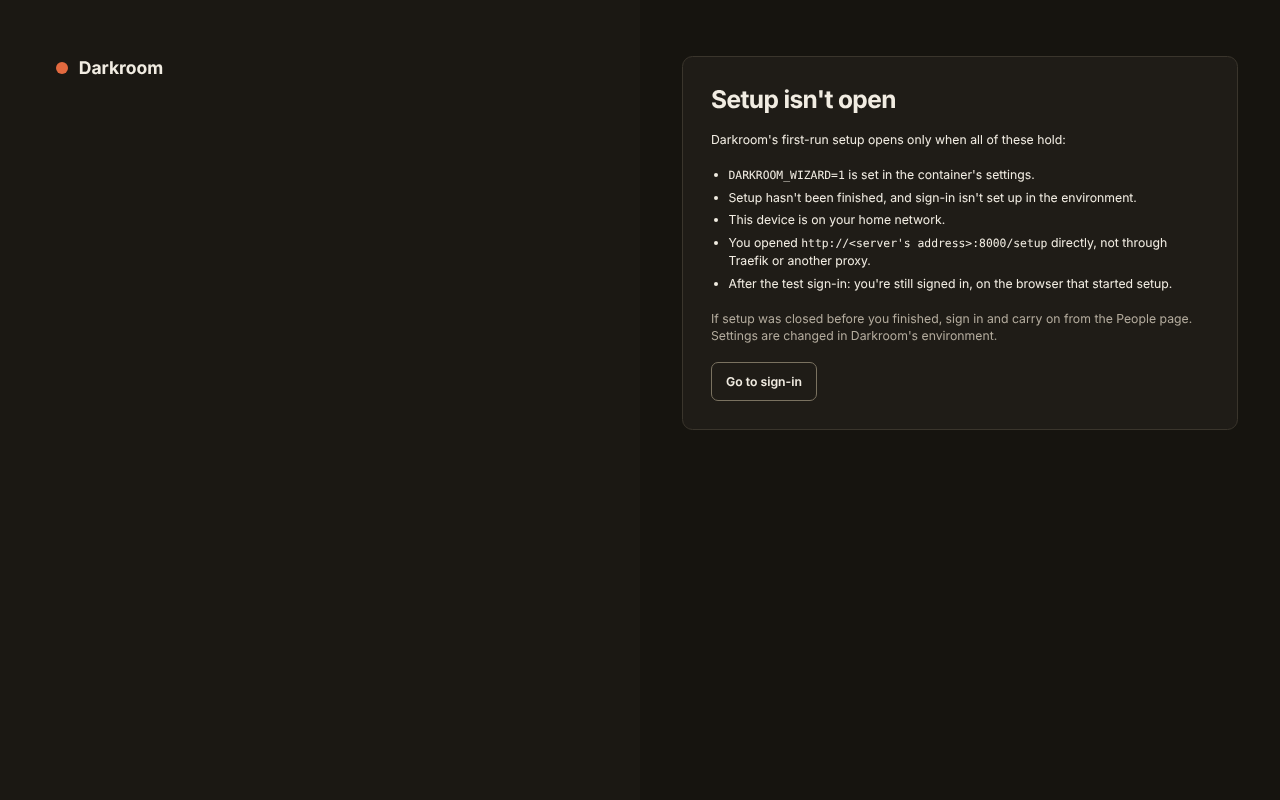 Darkroom
Setup isn't open
Darkroom's first-run setup opens only when all of these hold:
• DARKROOM_WIZARD=1 is set in the container's settings.
• Setup hasn't been finished, and sign-in isn't set up in the environment.
• This device is on your home network.
• You opened http://<server's address>:8000/setup directly, not through
Traefik or another proxy.
• After the test sign-in: you're still signed in, on the browser that started setup.
If setup was closed before you finished, sign in and carry on from the People page.
Settings are changed in Darkroom's environment.
Go to sign-in